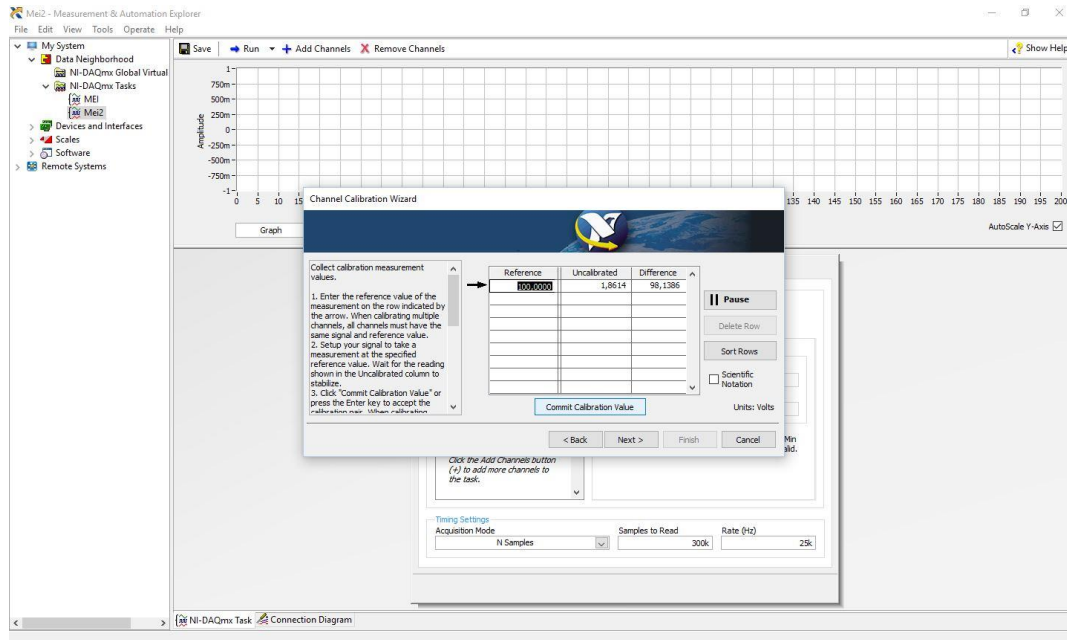 Mei2 - Measurement & Automation Explorer
File Edit View Tools Operate Help
My System
Data Neighborhood
NI-DAQmx Global Virtual
NI-DAQmx Tasks
MEI
Mei2
Devices and Interfaces
Scales
Software
Remote Systems
Save Run Add Channels Remove Channels
Show Help
Amplitude
1
750m
500m
250m
0
-250m
-500m
-750m
-1
0 5 10 15 135 140 145 150 155 160 165 170 175 180 185 190 195 200
Graph
AutoScale Y-Axis
Channel Calibration Wizard
Collect calibration measurement
values.
1. Enter the reference value of the
measurement on the row indicated by
the arrow. When calibrating multiple
channels, all channels must have the
same signal and reference value.
2. Setup your signal to take a
measurement at the specified
reference value. Wait for the reading
shown in the Uncalibrated column to
stabilize.
3. Click "Commit Calibration Value" or
press the Enter key to accept the
calibration pair. When calibrating
Reference Uncalibrated Difference
100.0000 1,8614 98,1386
Pause
Delete Row
Sort Rows
Scientific
Notation
Commit Calibration Value
Units: Volts
< Back Next > Finish Cancel
Min
Click the Add Channels button
(+) to add more channels to
the task.
Timing Settings
Acquisition Mode Samples to Read Rate (Hz)
N Samples 300k 25k
NI-DAQmx Task Connection Diagram